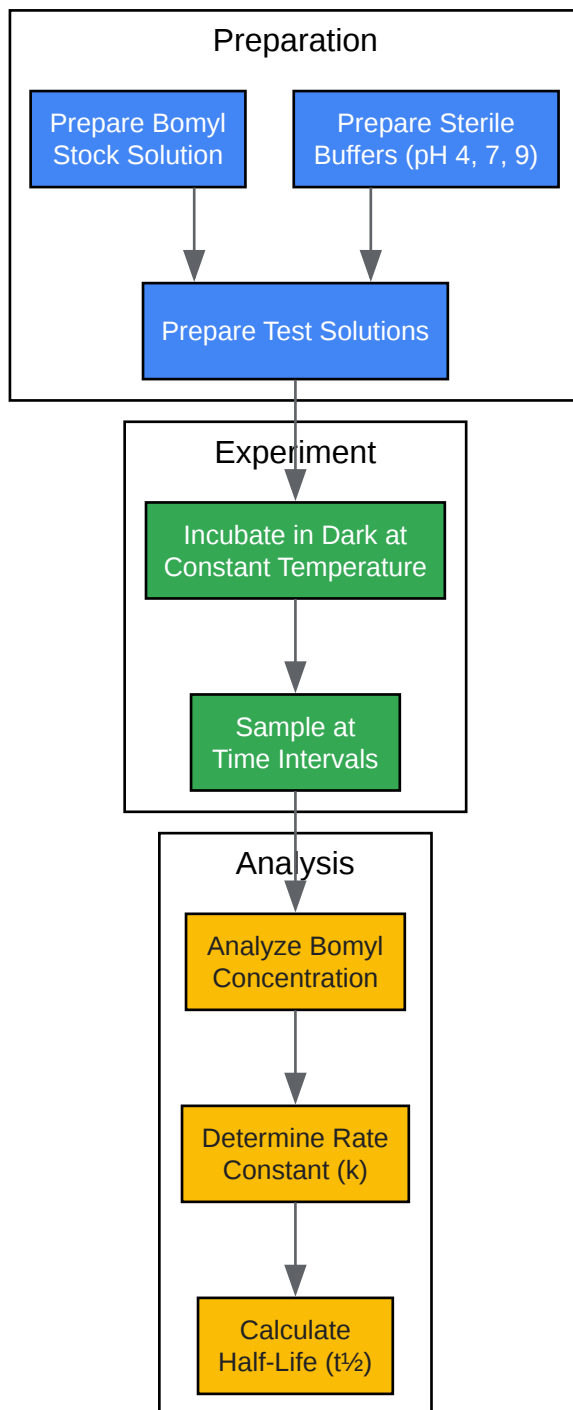 Preparation
Prepare Bomyl
Stock Solution
Prepare Sterile
Buffers (pH 4, 7, 9)
Prepare Test Solutions
Experiment
Incubate in Dark at
Constant Temperature
Sample at
Time Intervals
Analysis
Analyze Bomyl
Concentration
Determine Rate
Constant (k)
Calculate
Half-Life (t½)